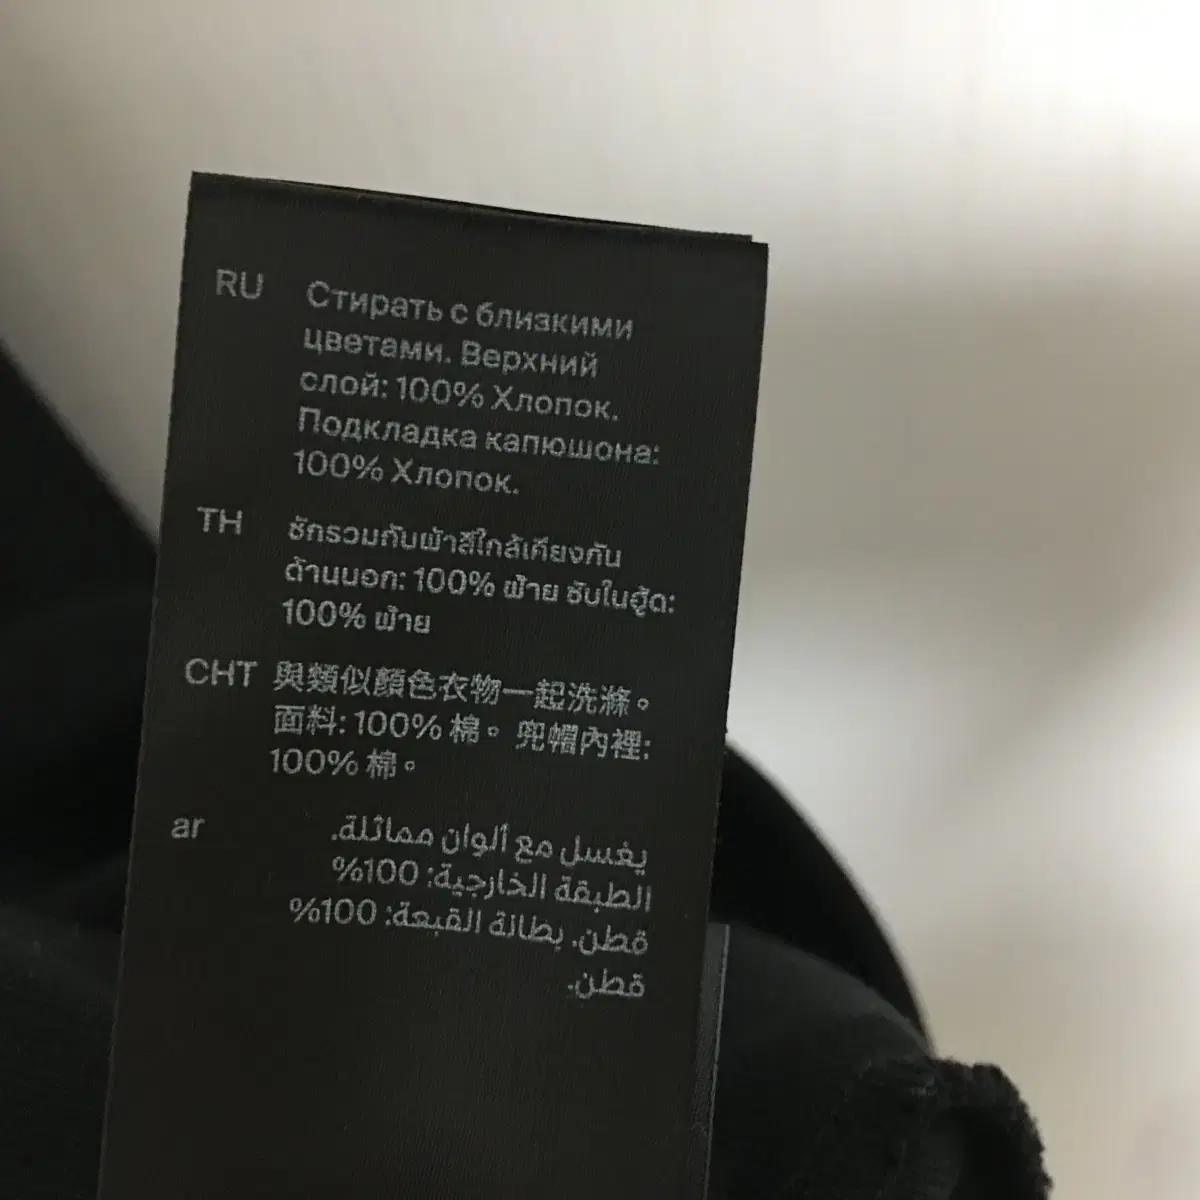 RU Стирать с близкими
цветами. Верхний
слой: 100% Хлопок.
Подкладка капюшона:
100% Хлопок.
TH ซักรวมกับผ้าสีใกล้เคียงกัน
ด้านนอก: 100% ฝ้าย ซับในฮู้ด:
100% ฝ้าย
CHT 與類似顏色衣物一起洗滌。
面料: 100% 棉。兜帽內裡:
100% 棉。
ar يغسل مع ألوان مماثلة.
الطبقة الخارجية: 100%
قطن. بطانة القبعة: 100%
قطن.